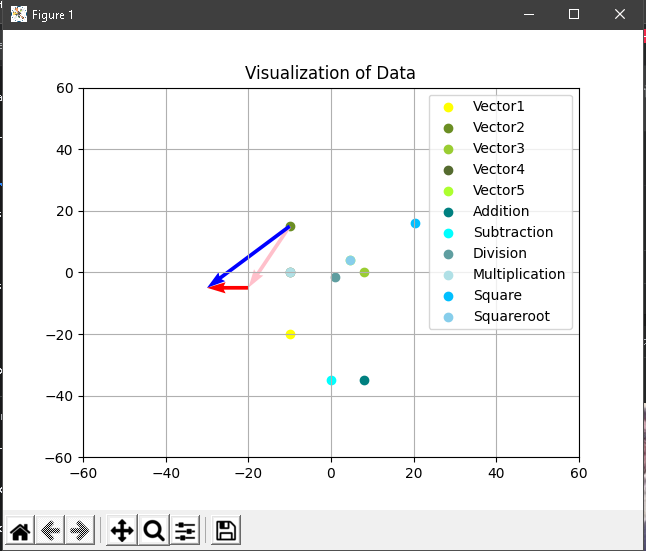 Figure 1
Visualization of Data
60
40
20
0
−20
−40
−60
−60
−40
−20
0
20
40
60
Vector1
Vector2
Vector3
Vector4
Vector5
Addition
Subtraction
Division
Multiplication
Square
Squareroot